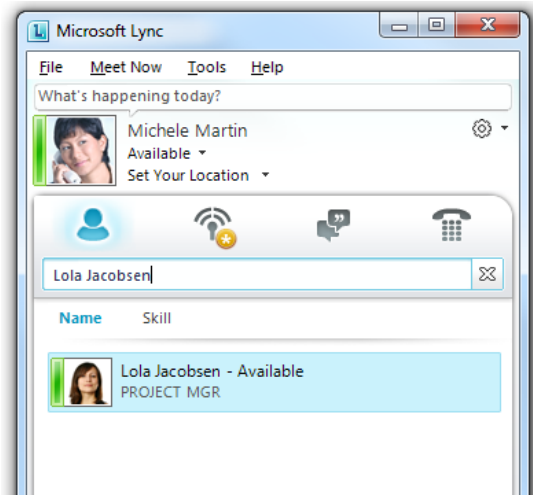 Microsoft Lync
File Meet Now Tools Help
What's happening today?
Michele Martin
Available
Set Your Location
Lola Jacobsen
Name Skill
Lola Jacobsen - Available
PROJECT MGR